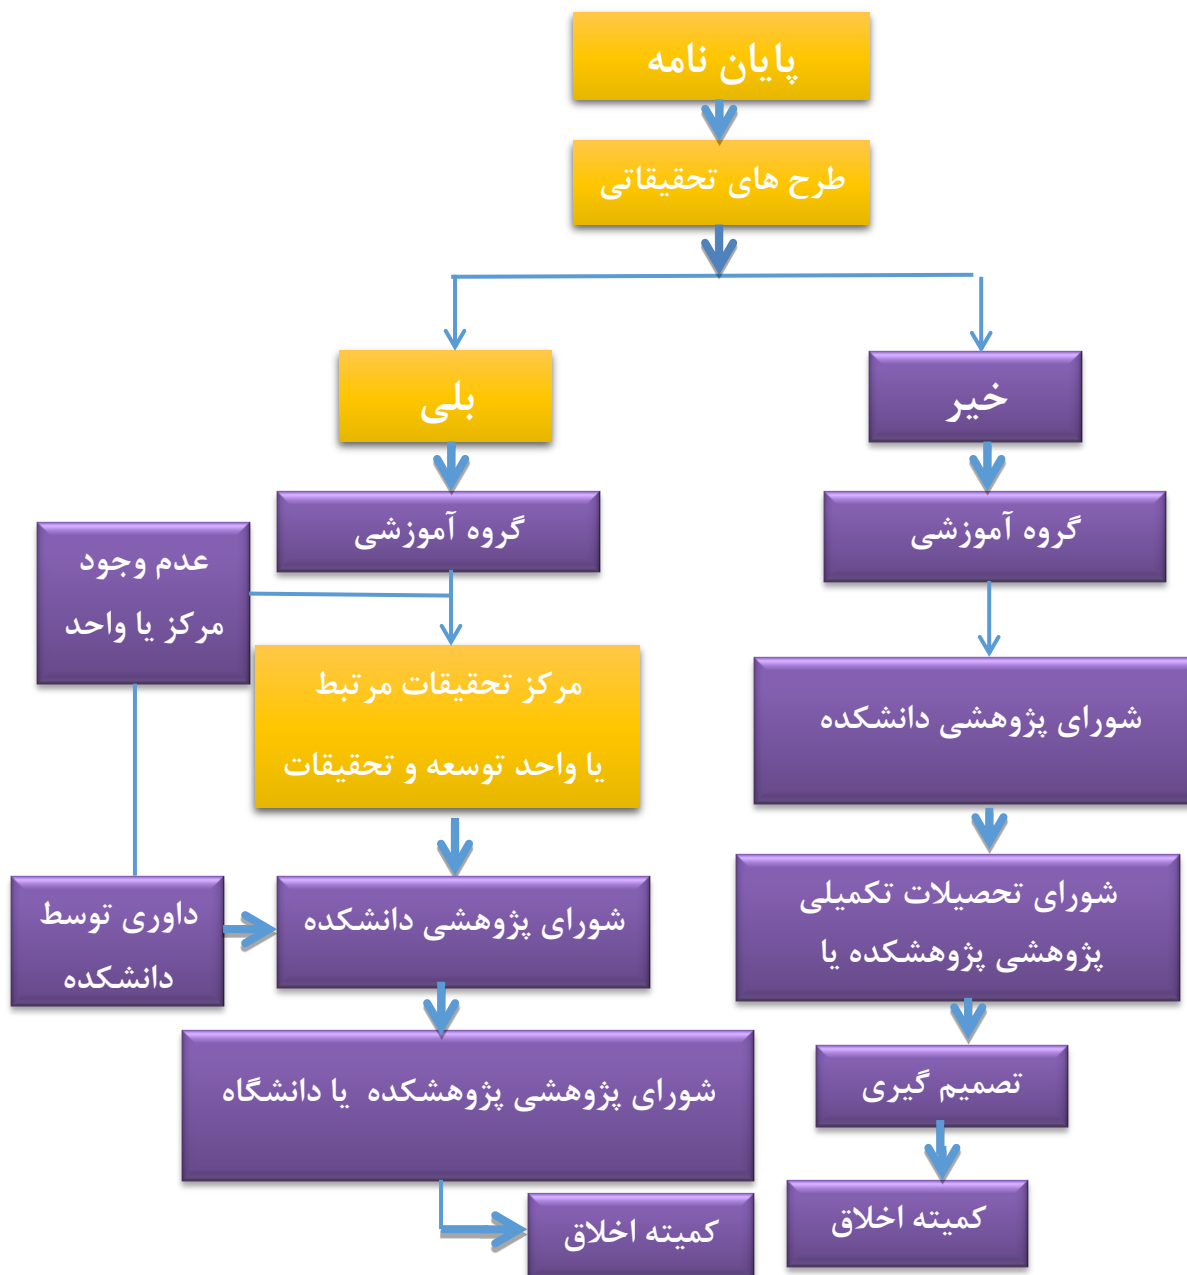 پایان نامه
طرح های تحقیقاتی
خیر
بلی
گروه آموزشی
گروه آموزشی
عدم وجود
مرکز یا واحد
مرکز تحقیقات مرتبط
یا واحد توسعه و تحقیقات
شورای پژوهشی دانشکده
شورای تحصیلات تکمیلی
پژوهشی پژوهشکده یا
شورای پژوهشی دانشکده
داوری توسط
دانشکده
تصمیم گیری
شورای پژوهشی پژوهشکده یا دانشگاه
کمیته اخلاق
کمیته اخلاق